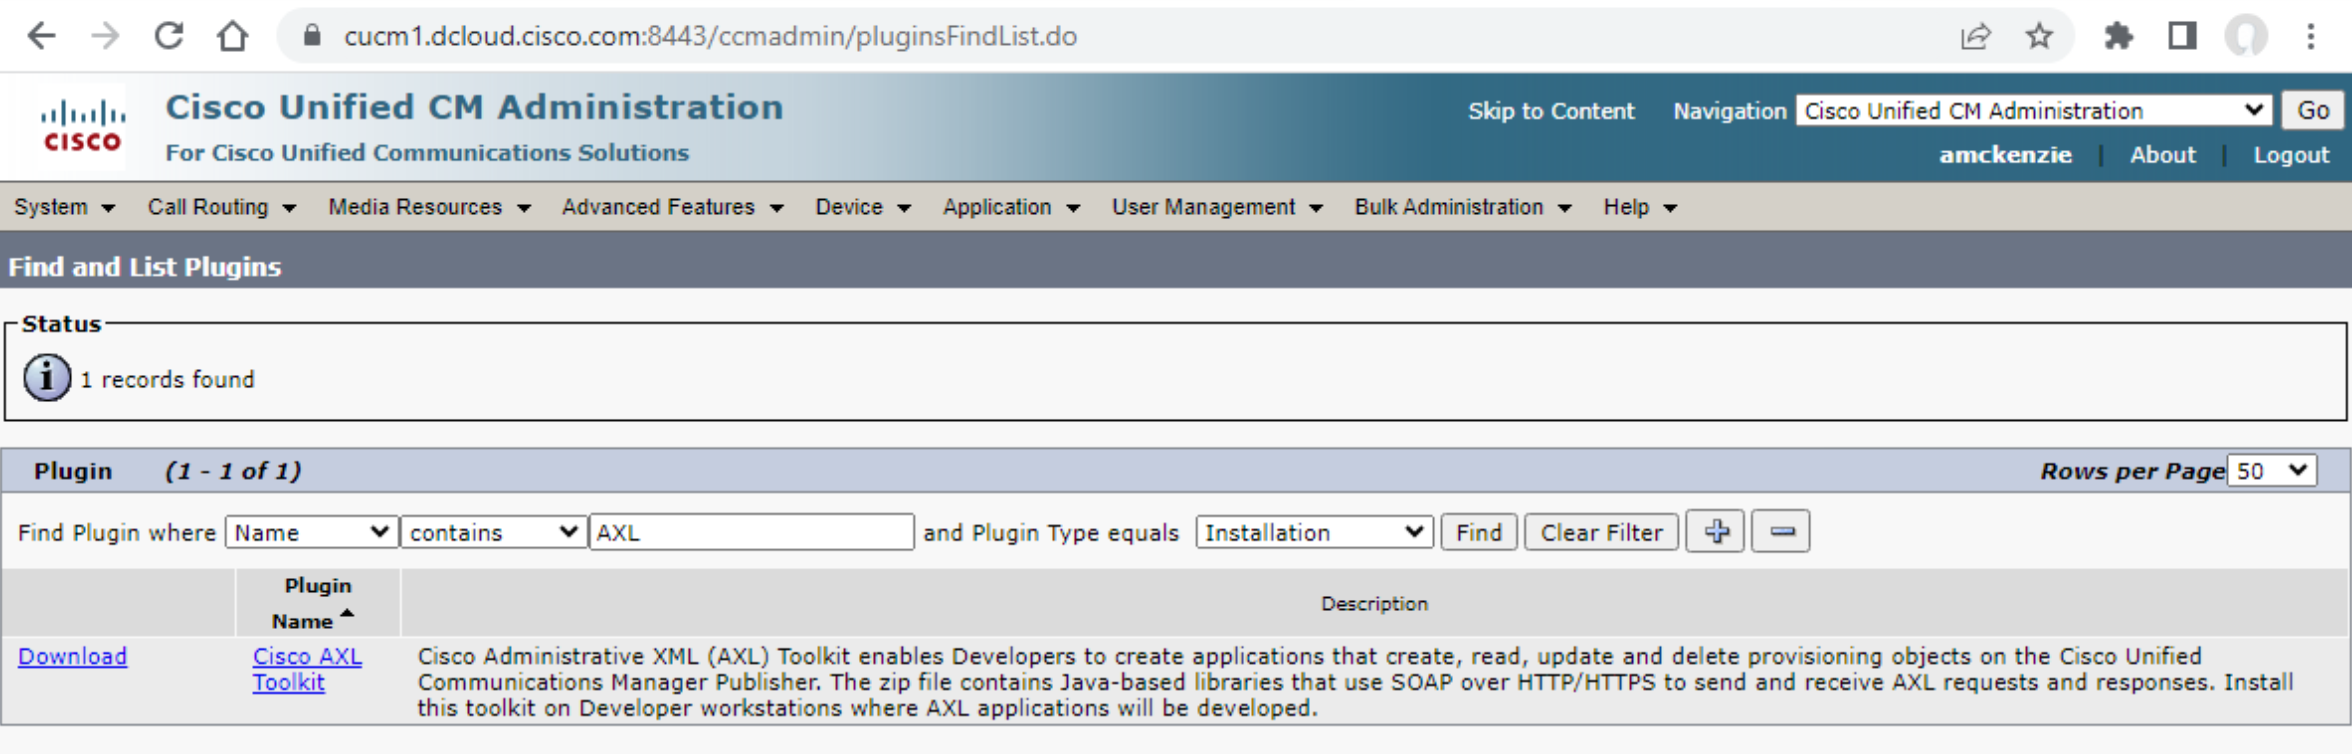 cucm1.dcloud.cisco.com:8443/ccmadmin/pluginsFindList.do
CISCO
Cisco Unified CM Administration
For Cisco Unified Communications Solutions
Skip to Content Navigation Cisco Unified CM Administration Go
amckenzie | About | Logout
System Call Routing Media Resources Advanced Features Device Application User Management Bulk Administration Help
Find and List Plugins
Status
i 1 records found
Plugin (1 - 1 of 1) Rows per Page 50
Find Plugin where Name contains AXL and Plugin Type equals Installation Find Clear Filter
Plugin
Name
Description
Download
Cisco AXL
Toolkit
Cisco Administrative XML (AXL) Toolkit enables Developers to create applications that create, read, update and delete provisioning objects on the Cisco Unified
Communications Manager Publisher. The zip file contains Java-based libraries that use SOAP over HTTP/HTTPS to send and receive AXL requests and responses. Install
this toolkit on Developer workstations where AXL applications will be developed.